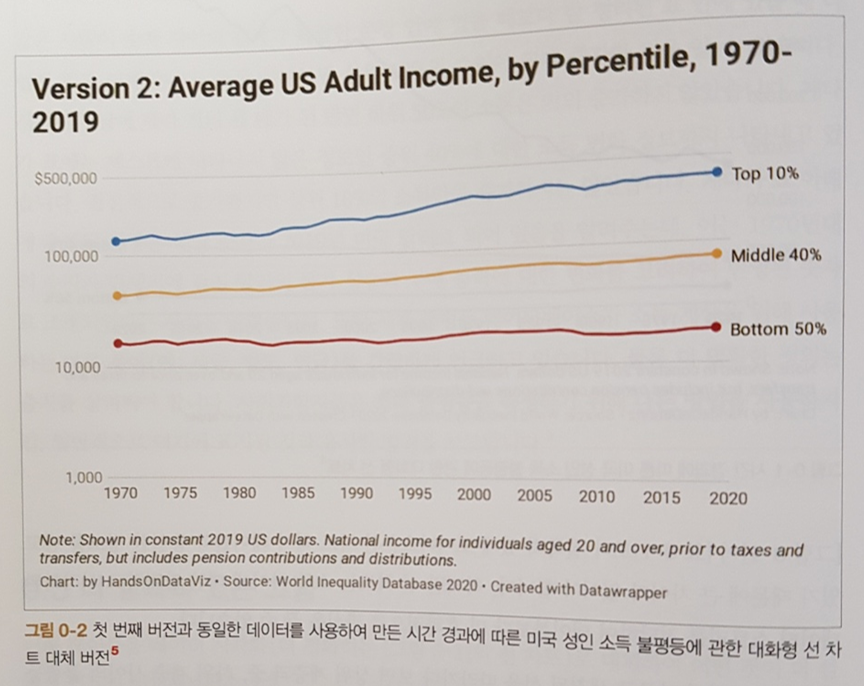 Version 2: Average US Adult Income, by Percentile, 1970-
2019
$500,000
Top 10%
100,000
Middle 40%
Bottom 50%
10,000
1,000
1970 1975 1980 1985 1990 1995 2000 2005 2010 2015 2020
Note: Shown in constant 2019 US dollars. National income for individuals aged 20 and over, prior to taxes and
transfers, but includes pension contributions and distributions.
Chart: by HandsOnDataViz • Source: World Inequality Database 2020 • Created with Datawrapper
그림 0-2 첫 번째 버전과 동일한 데이터를 사용하여 만든 시간 경과에 따른 미국 성인 소득 불평등에 관한 대화형 선 차
트 대체 버전5